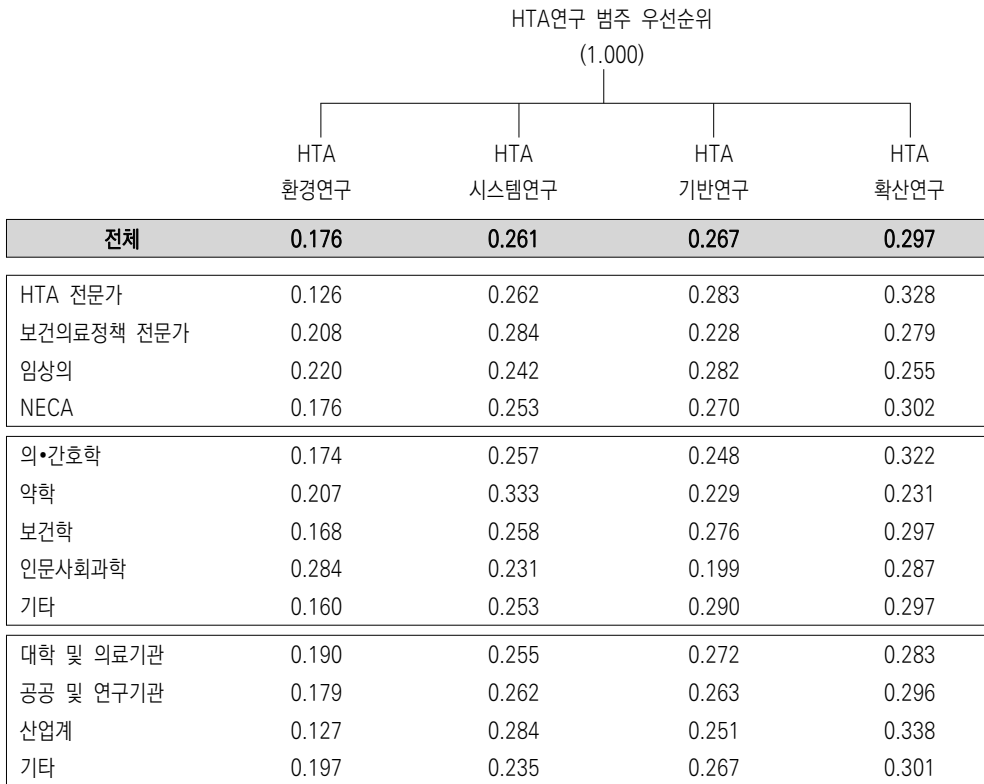 HTA연구 범주 우선순위
(1.000)
HTA HTA HTA HTA
환경연구 시스템연구 기반연구 확산연구
전체 0.176 0.261 0.267 0.297
HTA 전문가 0.126 0.262 0.283 0.328
보건의료정책 전문가 0.208 0.284 0.228 0.279
임상의 0.220 0.242 0.282 0.255
NECA 0.176 0.253 0.270 0.302
의•간호학 0.174 0.257 0.248 0.322
약학 0.207 0.333 0.229 0.231
보건학 0.168 0.258 0.276 0.297
인문사회과학 0.284 0.231 0.199 0.287
기타 0.160 0.253 0.290 0.297
대학 및 의료기관 0.190 0.255 0.272 0.283
공공 및 연구기관 0.179 0.262 0.263 0.296
산업계 0.127 0.284 0.251 0.338
기타 0.197 0.235 0.267 0.301